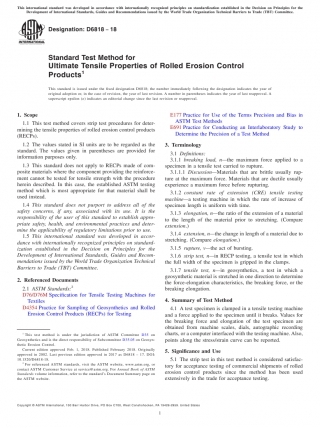 This international standard was developed in accordance with internationally recognized principles on standardization established in the Decision on Principles for the
Development of International Standards, Guides and Recommendations issued by the World Trade Organization Technical Barriers to Trade (TBT) Committee.
Designation: D6818 − 18
INTERNATIONAL
Standard Test Method for
Ultimate Tensile Properties of Rolled Erosion Control
Products1
This standard is issued under the fixed designation D6818; the number immediately following the designation indicates the year of
original adoption or, in the case of revision, the year of last revision. A number in parentheses indicates the year of last reapproval. A
superscript epsilon (ε) indicates an editorial change since the last revision or reapproval.
1. Scope
1.1 This test method covers strip test procedures for deter-
mining the tensile properties of rolled erosion control products
(RECPs).
1.2 The values stated in SI units are to be regarded as the
standard. The values given in parentheses are provided for
information purposes only.
1.3 This standard does not apply to RECPs made of com-
posite materials where the component providing the reinforce-
ment cannot be tested for tensile strength with the procedure
herein described. In this case, the established ASTM testing
method which is most appropriate for that material shall be
used instead.
1.4 This standard does not purport to address all of the
safety concerns, if any, associated with its use. It is the
responsibility of the user of this standard to establish appro-
priate safety, health, and environmental practices and deter-
mine the applicability of regulatory limitations prior to use.
1.5 This international standard was developed in accor-
dance with internationally recognized principles on standard-
ization established in the Decision on Principles for the
Development of International Standards, Guides and Recom-
mendations issued by the World Trade Organization Technical
Barriers to Trade (TBT) Committee.
2. Referenced Documents
2.1 ASTM Standards:2
D76/D76M Specification for Tensile Testing Machines for
Textiles
D4354 Practice for Sampling of Geosynthetics and Rolled
Erosion Control Products (RECPs) for Testing
1 This test method is under the jurisdiction of ASTM Committee D35 on
Geosynthetics and is the direct responsibility of Subcommittee D35.05 on Geosyn-
thetic Erosion Control.
Current edition approved Feb. 1, 2018. Published February 2018. Originally
approved in 2002. Last previous edition approved in 2017 as D6818 – 17. DOI:
10.1520/D6818-18.
2 For referenced ASTM standards, visit the ASTM website, www.astm.org, or
contact ASTM Customer Service at service@astm.org. For Annual Book of ASTM
Standards volume information, refer to the standard's Document Summary page on
the ASTM website.
E177 Practice for Use of the Terms Precision and Bias in
ASTM Test Methods
E691 Practice for Conducting an Interlaboratory Study to
Determine the Precision of a Test Method
3. Terminology
3.1 Definitions:
3.1.1 breaking load, n—the maximum force applied to a
specimen in a tensile test carried to rupture.
3.1.1.1 Discussion—Materials that are brittle usually rup-
ture at the maximum force. Materials that are ductile usually
experience a maximum force before rupturing.
3.1.2 constant rate of extension (CRE) tensile testing
machine—a testing machine in which the rate of increase of
specimen length is uniform with time.
3.1.3 elongation, n—the ratio of the extension of a material
to the length of the material prior to stretching. (Compare
extension.)
3.1.4 extension, n—the change in length of a material due to
stretching. (Compare elongation.)
3.1.5 rupture, v—the act of bursting.
3.1.6 strip test, n—in RECP testing, a tensile test in which
the full width of the specimen is gripped in the clamps.
3.1.7 tensile test, n—in geosynthetics, a test in which a
geosynthetic material is stretched in one direction to determine
the force-elongation characteristics, the breaking force, or the
breaking elongation.
4. Summary of Test Method
4.1 A test specimen is clamped in a tensile testing machine
and a force applied to the specimen until it breaks. Values for
the breaking force and elongation of the test specimen are
obtained from machine scales, dials, autographic recording
charts, or a computer interfaced with the testing machine. Also,
points along the stress/strain curve can be reported.
5. Significance and Use
5.1 The strip test in this test method is considered satisfac-
tory for acceptance testing of commercial shipments of rolled
erosion control products since the method has been used
extensively in the trade for acceptance testing.
Copyright © ASTM International, 100 Barr Harbor Drive, PO Box C700, West Conshohocken, PA 19428-2959. United States
1